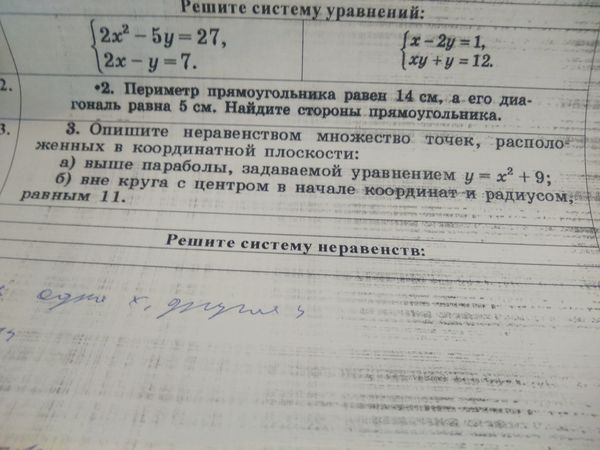 Решите систему уравнений:
2x² − 5y = 27,
2x − y = 7.
x − 2y = 1,
xy + y = 12.
2.
•2. Периметр прямоугольника равен 14 см, а его диа-
гональ равна 5 см. Найдите стороны прямоугольника.
3.
3. Опишите неравенством множество точек, располо-
женных в координатной плоскости:
а) выше параболы, задаваемой уравнением y = x² + 9;
б) вне круга с центром в начале координат и радиусом,
равным 11.
Решите систему неравенств:
одна x, другая y